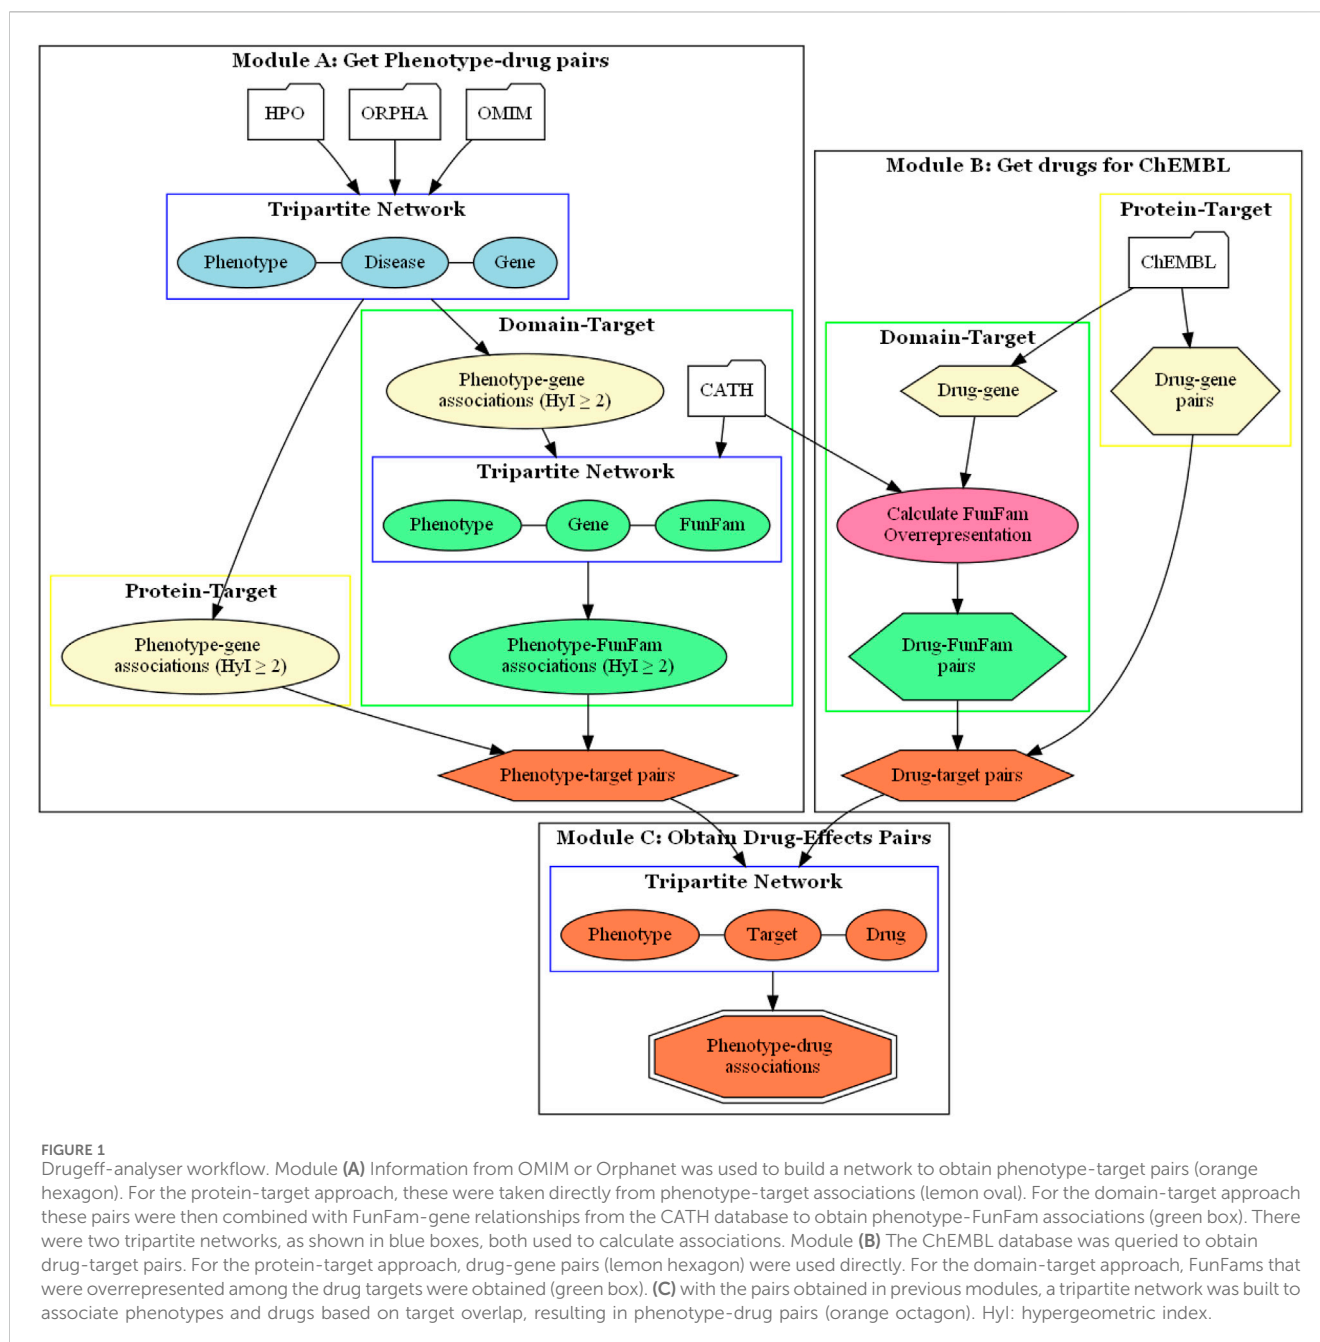 Module A: Get Phenotype-drug pairs
HPO
ORPHA
OMIM
Tripartite Network
Phenotype
Disease
Gene
Domain-Target
Phenotype-gene
associations (HyI ≥ 2)
CATH
Tripartite Network
Phenotype
Gene
FunFam
Protein-Target
Phenotype-gene
associations (HyI ≥ 2)
Phenotype-FunFam
associations (HyI ≥ 2)
Phenotype-target pairs
Module B: Get drugs for ChEMBL
Protein-Target
ChEMBL
Domain-Target
Drug-gene
Drug-gene
pairs
Calculate FunFam
Overrepresentation
Drug-FunFam
pairs
Drug-target pairs
Module C: Obtain Drug-Effects Pairs
Tripartite Network
Phenotype
Target
Drug
Phenotype-drug
associations
FIGURE 1
Drugeff-analyser workflow. Module (A) Information from OMIM or Orphanet was used to build a network to obtain phenotype-target pairs (orange
hexagon). For the protein-target approach, these were taken directly from phenotype-target associations (lemon oval). For the domain-target approach
these pairs were then combined with FunFam-gene relationships from the CATH database to obtain phenotype-FunFam associations (green box). There
were two tripartite networks, as shown in blue boxes, both used to calculate associations. Module (B) The ChEMBL database was queried to obtain
drug-target pairs. For the protein-target approach, drug-gene pairs (lemon hexagon) were used directly. For the domain-target approach, FunFams that
were overrepresented among the drug targets were obtained (green box). (C) with the pairs obtained in previous modules, a tripartite network was built to
associate phenotypes and drugs based on target overlap, resulting in phenotype-drug pairs (orange octagon). HyI: hypergeometric index.